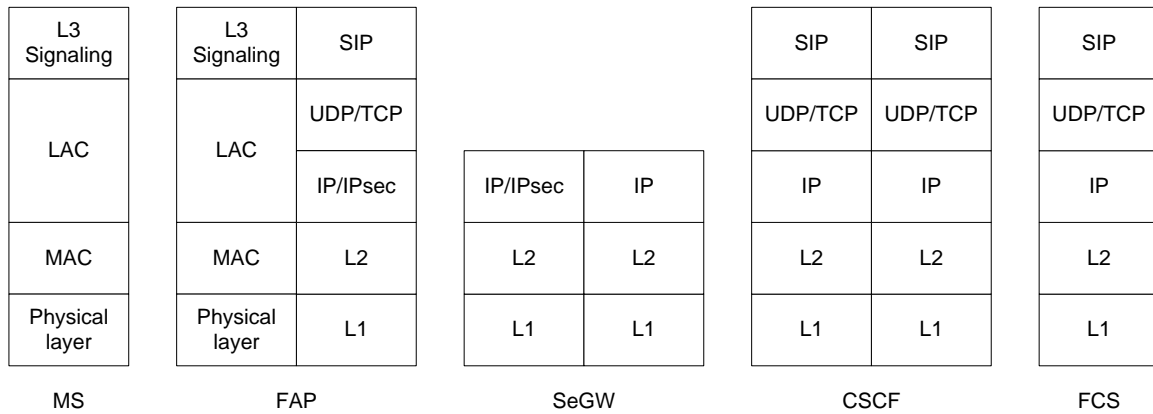 L3
Signaling
L3
Signaling
SIP
SIP
SIP
SIP
UDP/TCP
UDP/TCP
UDP/TCP
UDP/TCP
LAC
LAC
IP/IPsec
IP/IPsec
IP
IP
IP
IP
MAC
MAC
L2
L2
L2
L2
L2
L2
Physical
layer
Physical
layer
L1
L1
L1
L1
L1
L1
MS
FAP
SeGW
CSCF
FCS